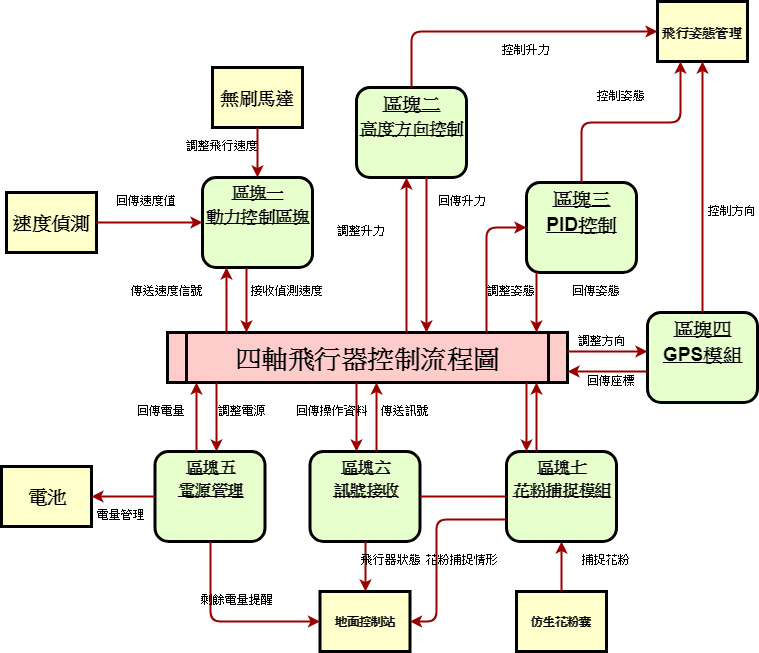 飛行姿態管理
控制升力
無刷馬達
區塊二
高度方向控制
控制姿態
調整飛行速度
區塊一
動力控制區塊
區塊三
PID控制
回傳速度值
速度偵測
回傳升力
調整升力
控制方向
傳送速度信號
接收偵測速度
調整姿態
回傳姿態
四軸飛行器控制流程圖
調整方向
區塊四
GPS模組
回傳座標
回傳電量
調整電源
回傳操作資料
傳送訊號
區塊五
電源管理
區塊六
訊號接收
區塊七
花粉捕捉模組
電池
電量管理
飛行器狀態
花粉捕捉情形
捕捉花粉
剩餘電量提醒
地面控制站
仿生花粉囊